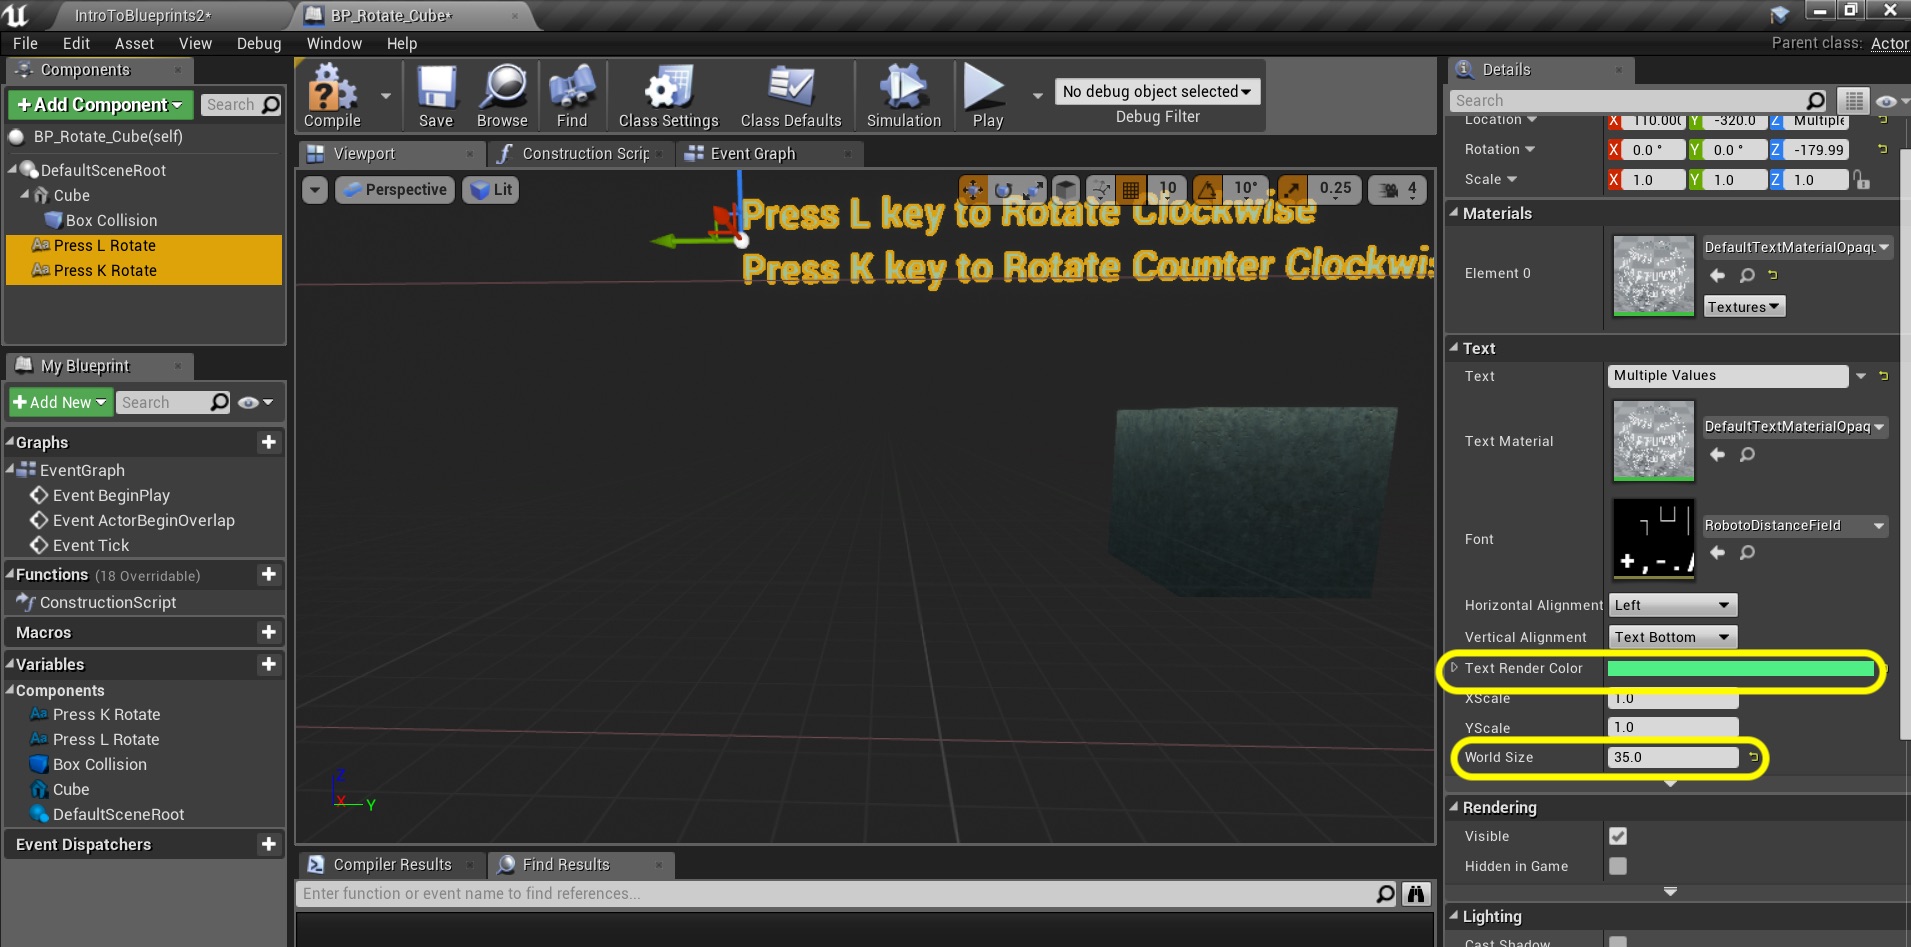 IntroToBlueprints2*
BP_Rotate_Cube*
File Edit Asset View Debug Window Help
Parent class: Actor
Components
+Add Component
Search
BP_Rotate_Cube(self)
DefaultSceneRoot
Cube
Box Collision
Press L Rotate
Press K Rotate
My Blueprint
+Add New
Search
Graphs
EventGraph
Event BeginPlay
Event ActorBeginOverlap
Event Tick
Functions (18 Overridable)
ConstructionScript
Macros
Variables
Components
Press K Rotate
Press L Rotate
Box Collision
Cube
DefaultSceneRoot
Event Dispatchers
Compile Save Browse Find Class Settings Class Defaults Simulation Play
No debug object selected
Debug Filter
Viewport
Construction Scrip
Event Graph
Perspective Lit
10 10° 0.25 4
Press L key to Rotate Clockwise
Press K key to Rotate Counter Clockwis
Z
X
Y
Compiler Results
Find Results
Enter function or event name to find references...
Details
Search
Location X 110.000 Y -320.0 Z Multiple
Rotation X 0.0 ° Y 0.0 ° Z -179.99
Scale X 1.0 Y 1.0 Z 1.0
Materials
Element 0
DefaultTextMaterialOpaqu
Textures
Text
Text Multiple Values
Text Material DefaultTextMaterialOpaq
Font RobotoDistanceField
+,-./
Horizontal Alignment Left
Vertical Alignment Text Bottom
Text Render Color
XScale 1.0
YScale 1.0
World Size 35.0
Rendering
Visible
Hidden in Game
Lighting
Cast Shadow